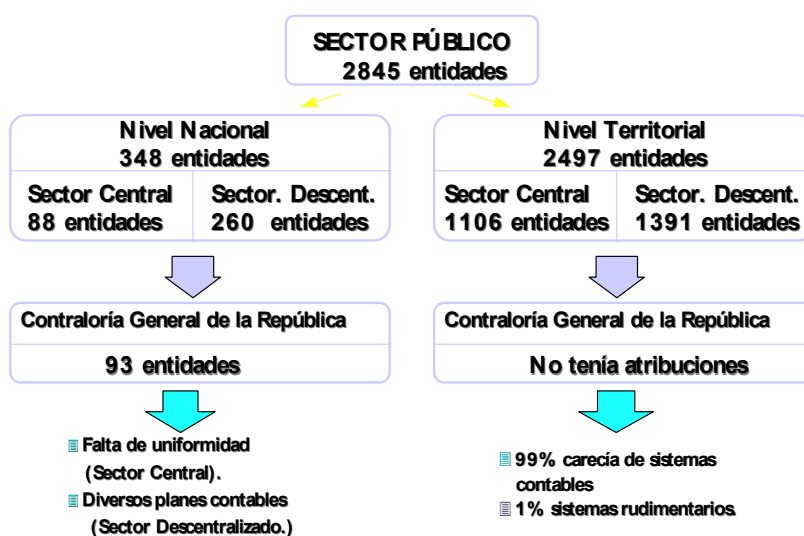 SECTOR PÚBLICO
2845 entidades
Nivel Nacional
348 entidades
Sector Central
88 entidades
Sector. Descent.
260 entidades
Nivel Territorial
2497 entidades
Sector Central
1106 entidades
Sector. Descent.
1391 entidades
Contraloría General de la República
93 entidades
Contraloría General de la República
No tenía atribuciones
Falta de uniformidad
(Sector Central).
Diversos planes contables
(Sector Descentralizado.)
99% carecía de sistemas
contables
1% sistemas rudimentarios.